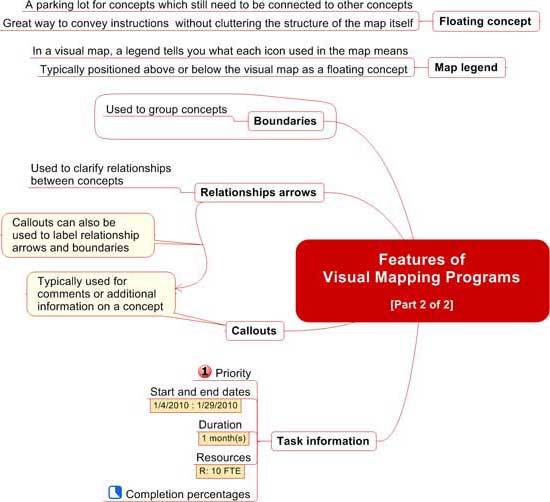 A parking lot for concepts which still need to be connected to other concepts
Great way to convey instructions without cluttering the structure of the map itself
Floating concept
In a visual map, a legend tells you what each icon used in the map means
Typically positioned above or below the visual map as a floating concept
Map legend
Used to group concepts
Boundaries
Used to clarify relationships
between concepts
Relationships arrows
Callouts can also be
used to label relationship
arrows and boundaries
Features of
Visual Mapping Programs
[Part 2 of 2]
Typically used for
comments or additional
information on a concept
Callouts
1 Priority
Start and end dates
1/4/2010 : 1/29/2010
Duration
1 month(s)
Task information
Resources
R: 10 FTE
Completion percentages